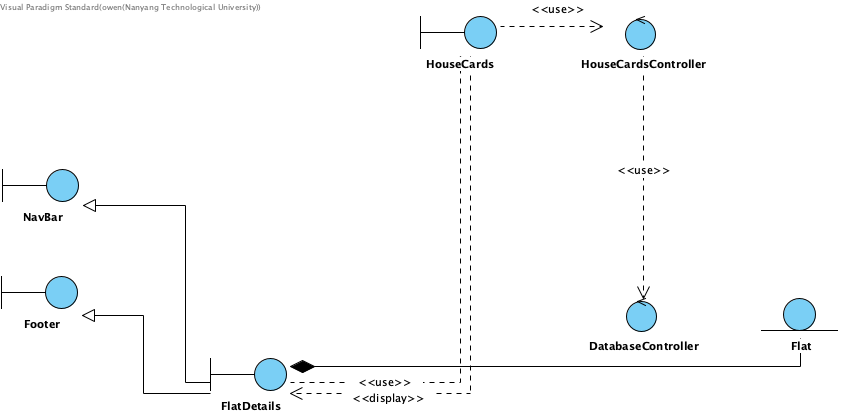 Visual Paradigm Standard(owen(Nanyang Technological University))
<<use>>
HouseCards
HouseCardsController
<<use>>
NavBar
Footer
DatabaseController
Flat
<<use>>
<<display>>
FlatDetails